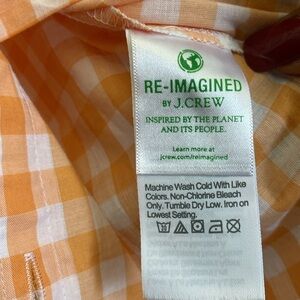 RE-IMAGINED
BY J.CREW
INSPIRED BY THE PLANET
AND ITS PEOPLE.
Learn more at
jcrew.com/reimagined
Machine Wash Cold With Like
Colors. Non-Chlorine Bleach
Only. Tumble Dry Low. Iron on
Lowest Setting.